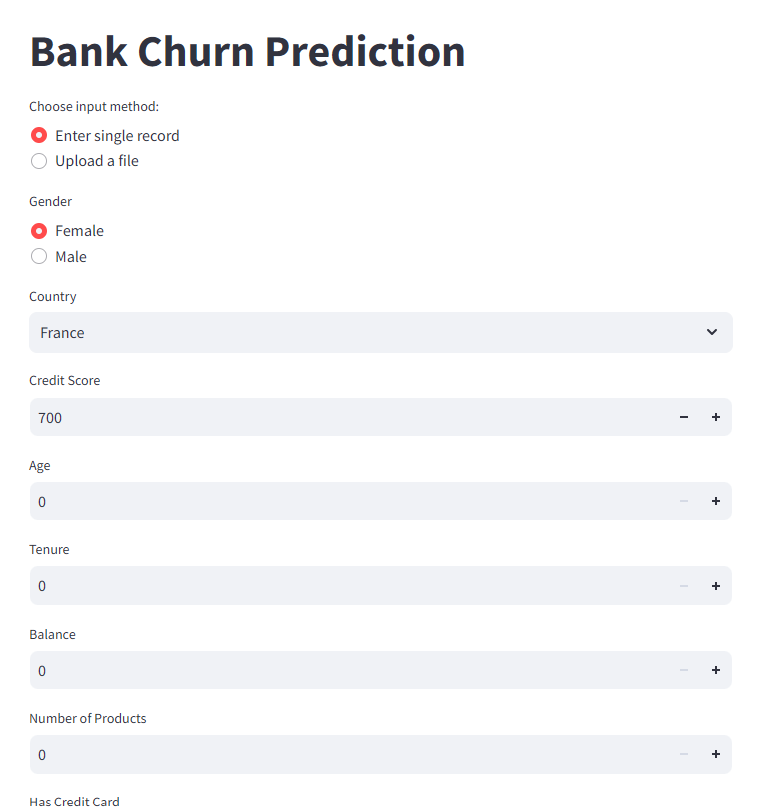 Bank Churn Prediction
Choose input method:
Enter single record
Upload a file
Gender
Female
Male
Country
France
Credit Score
700
Age
0
Tenure
0
Balance
0
Number of Products
0
Has Credit Card